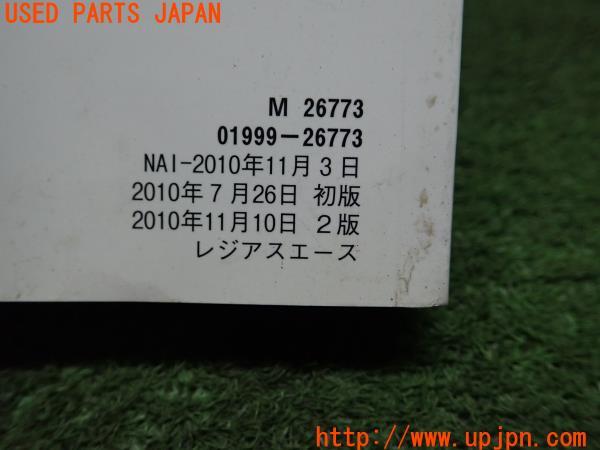 USED PARTS JAPAN
M 26773
01999-26773
NAI-2010年11月3日
2010年7月26日 初版
2010年11月10日 2版
レジアスエース
http://www.upjpn.com